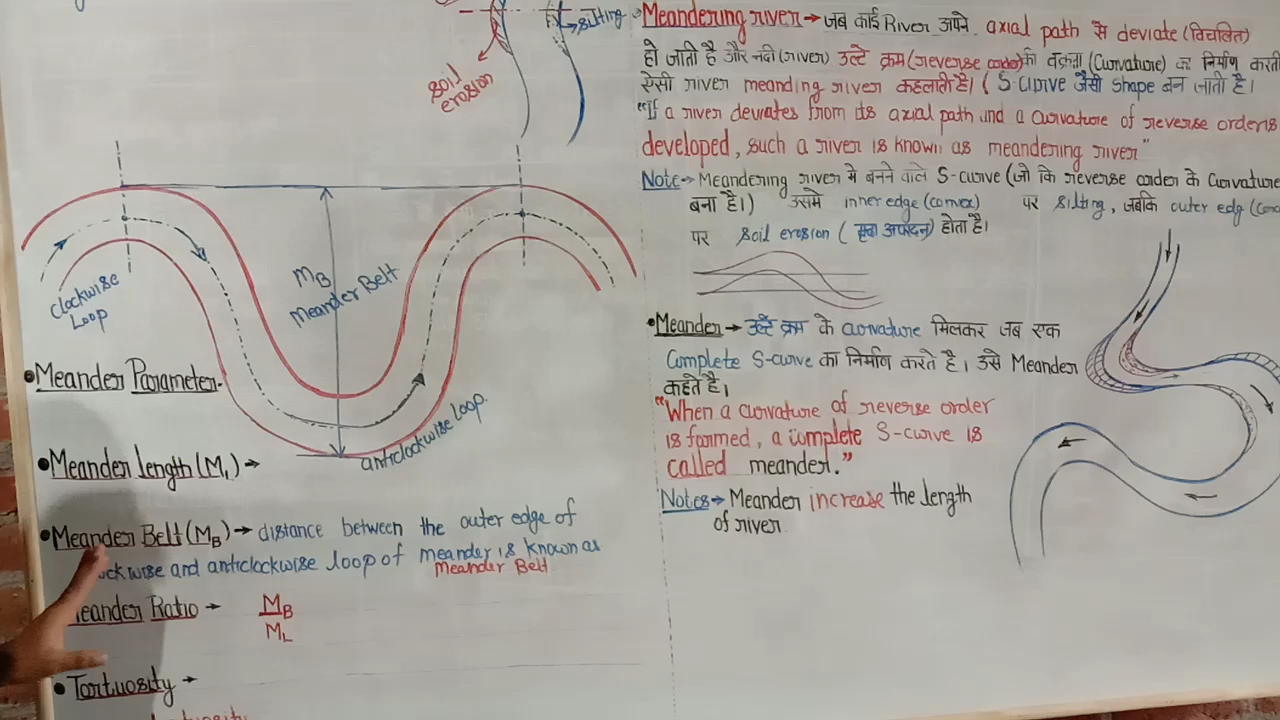 silting
soil
erosion
clockwise
Loop
MB
Meander Belt
anticlockwise loop.
•Meander Parameter.
•Meander length (ML) →
•Meander Belt (MB) → distance between the outer edge of
ckwise and anticlockwise loop of meander is known as
Meander Belt
eander Ratio → MB
ML
•Tortuosity →
•Meandering river → जब कोई River अपने axial path से deviate (विचलित)
हो जाती है और नदी (river) उल्टे क्रम (reverse order) की वक्रता (Curvature) का निर्माण करती
ऐसी river meanding river कहलाती है। (S-curve जैसी shape बन जाती है।
"If a river deviates from its axial path and a curvature of reverse order is
developed, such a river is known as meandering river"
Note→ Meandering river में बनने वाले S-curve (जो कि reverse order के Curvature
बना है।) उसमे inner edge (convex) पर silting, जबकि outer edg (Conc
पर soil erosion (मृदा अपरदन) होता है।
•Meander → उल्टे क्रम के curvature मिलकर जब एक
Complete S-curve का निर्माण करते है। उसे Meander
कहते है।
"When a curvature of reverse order
is formed, a complete S-curve is
called meander."
Notes→ Meander increase the length
of river